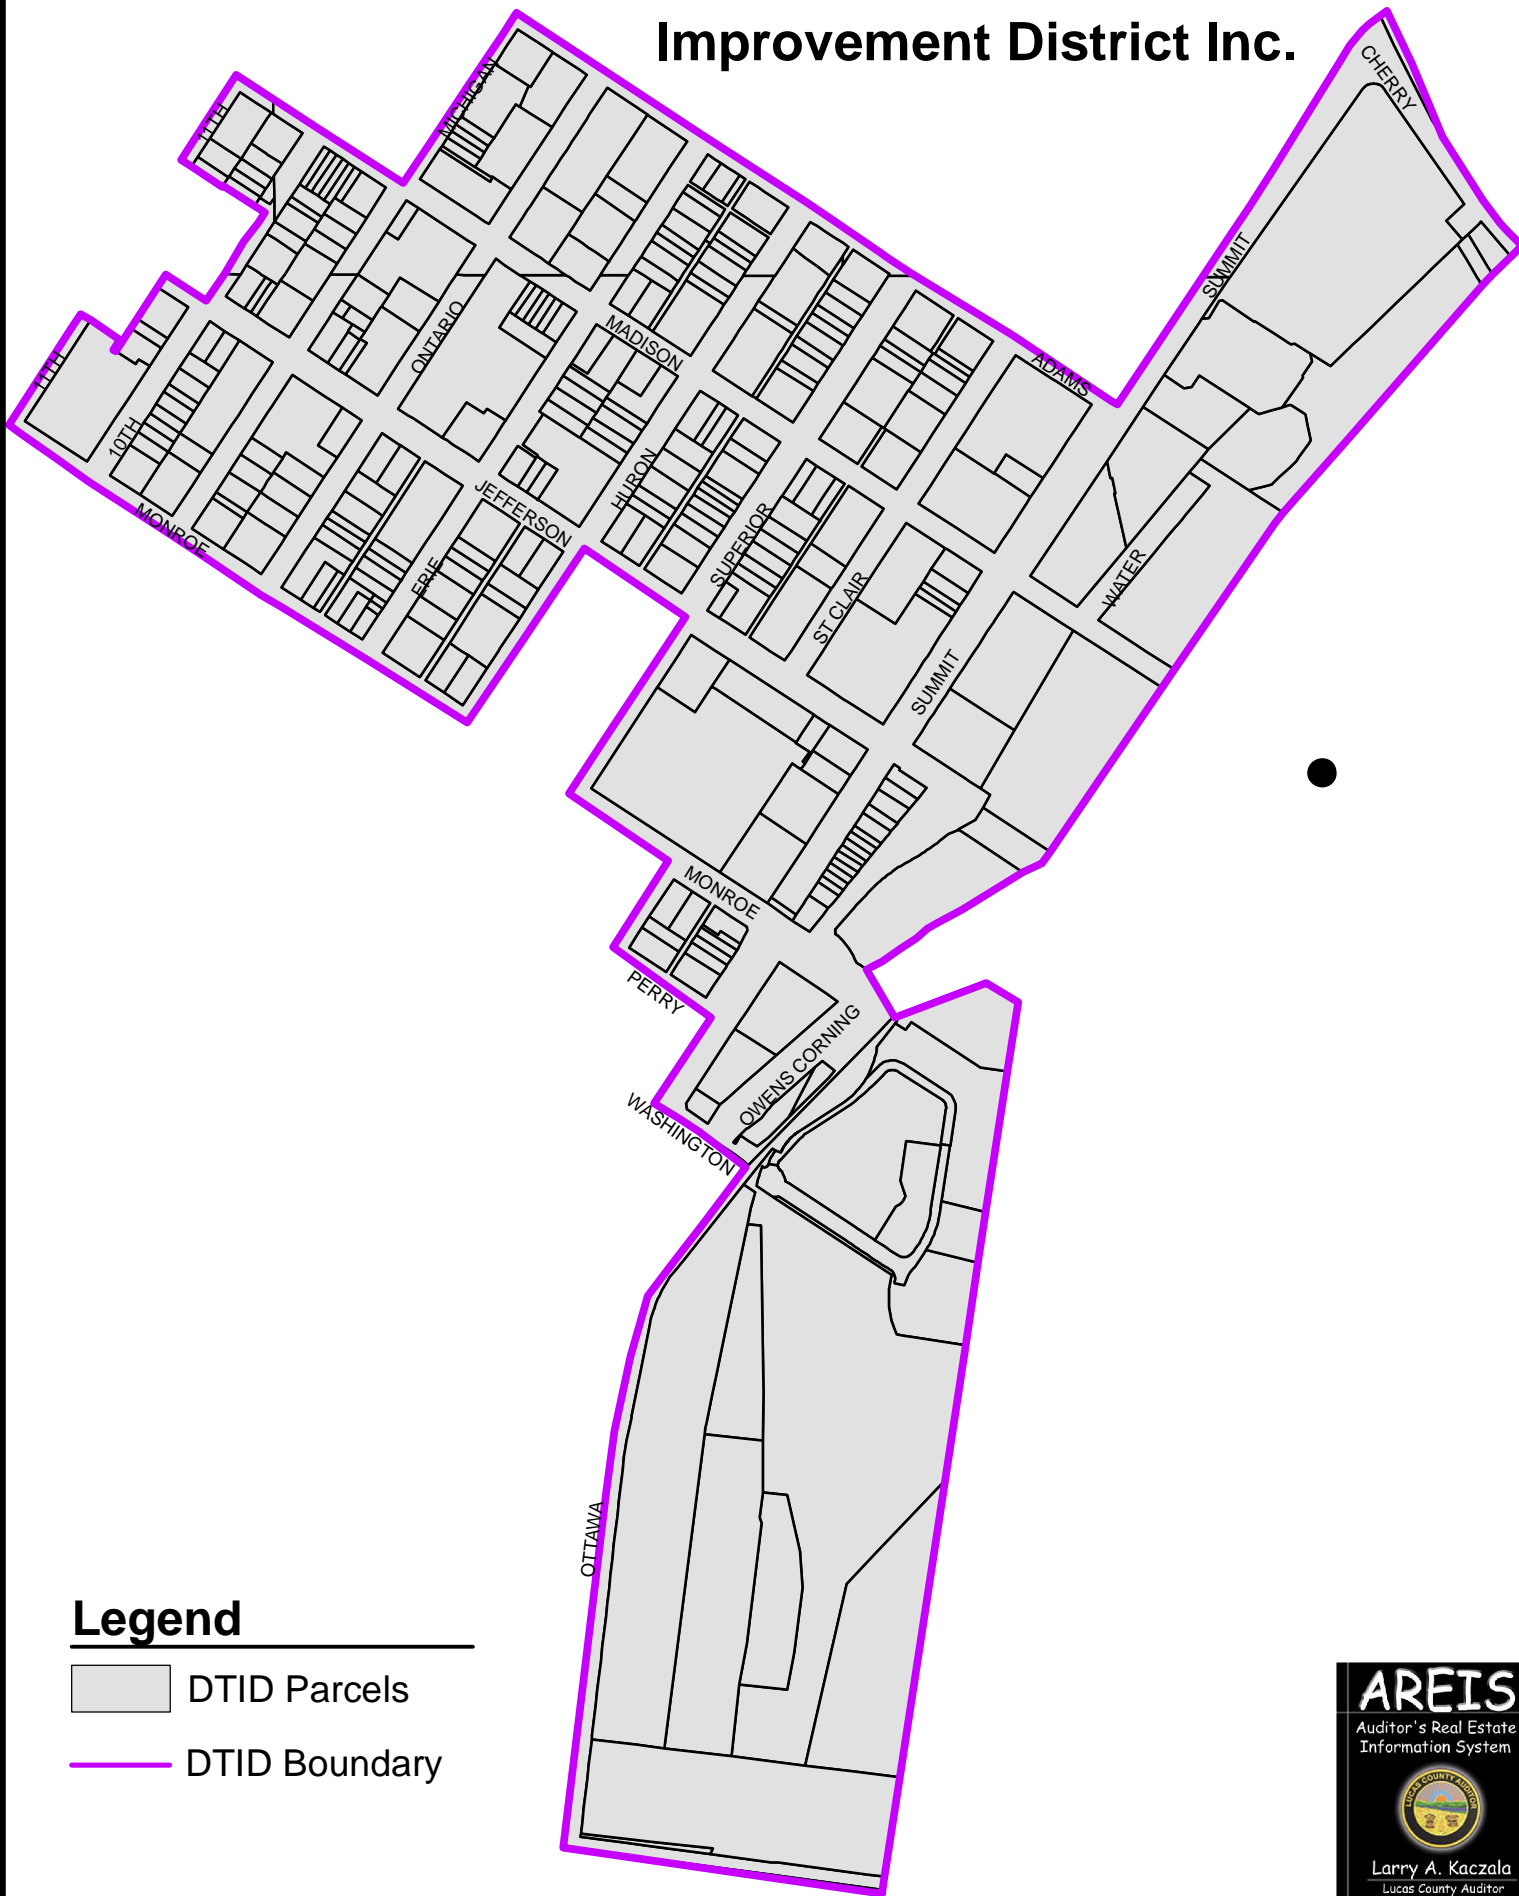 Improvement District Inc.
CHERRY
MICHIGAN
11TH
SUMMIT
ONTARIO
MADISON
ADAMS
11TH
10TH
HURON
JEFFERSON
MONROE
SUPERIOR
ERIE
ST CLAIR
WATER
SUMMIT
MONROE
PERRY
OWENS CORNING
WASHINGTON
OTTAWA
Legend
DTID Parcels
DTID Boundary
AREIS
Auditor's Real Estate
Information System
LUCAS COUNTY AUDITOR
Larry A. Kaczala
Lucas County Auditor